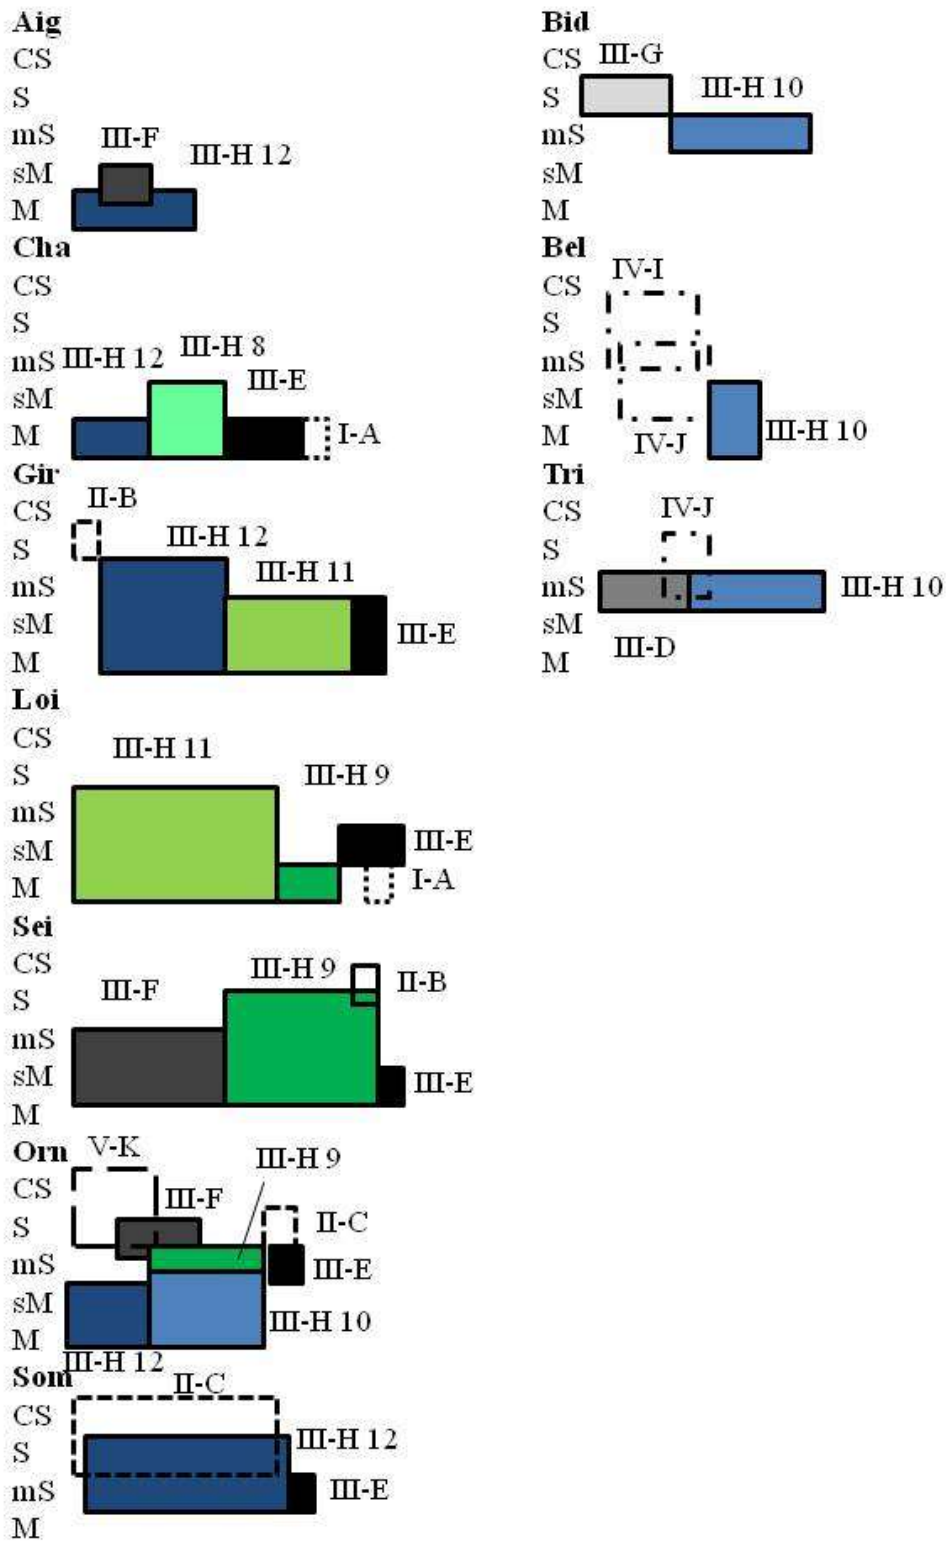 Aig
CS
S
mS III-F
III-H 12
sM
M
Cha
CS
S
III-H 8
mS III-H 12
III-E
sM
M I-A
Gir
II-B
CS
S III-H 12
mS III-H 11
sM III-E
M
Loi
CS III-H 11
S III-H 9
mS
sM III-E
M I-A
Sei
CS III-H 9
S III-F II-B
mS
sM III-E
M
Orn V-K
III-H 9
CS
III-F
S II-C
mS III-E
sM
III-H 10
M
III-H 12
Som
II-C
CS
III-H 12
S
mS III-E
M
Bid
CS III-G
S III-H 10
mS
sM
M
Bel
IV-I
CS
S
mS
sM
M III-H 10
IV-J
Tri
CS IV-J
S
mS III-H 10
sM
III-D
M